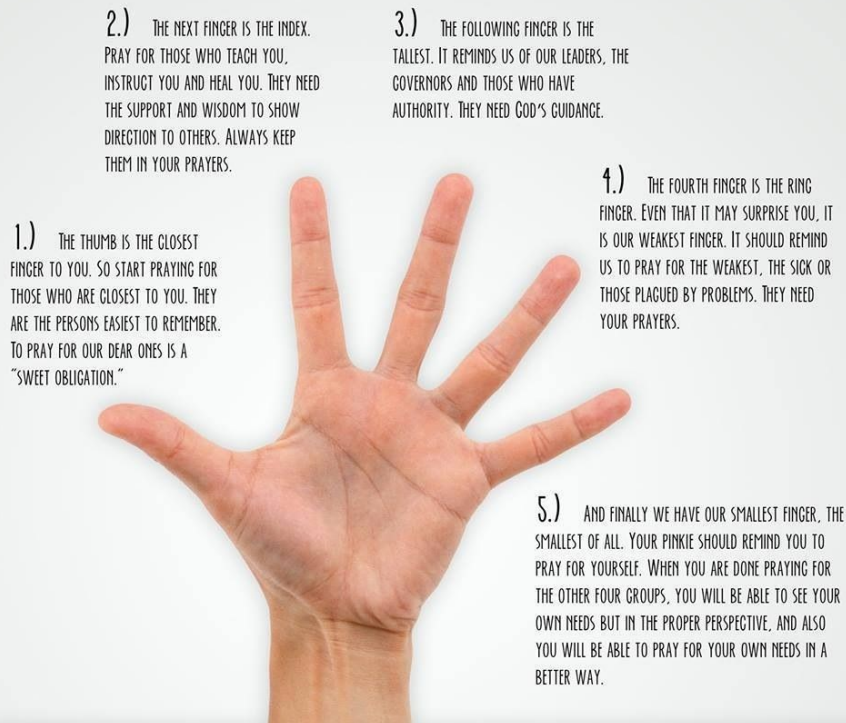 1.) The thumb is the closest
finger to you. So start praying for
those who are closest to you. They
are the persons easiest to remember.
To pray for our dear ones is a
"sweet obligation."
2.) The next finger is the index.
Pray for those who teach you,
instruct you and heal you. They need
the support and wisdom to show
direction to others. Always keep
them in your prayers.
3.) The following finger is the
tallest. It reminds us of our leaders, the
governors and those who have
authority. They need God's guidance.
4.) The fourth finger is the ring
finger. Even that it may surprise you, it
is our weakest finger. It should remind
us to pray for the weakest, the sick or
those plagued by problems. They need
your prayers.
5.) And finally we have our smallest finger, the
smallest of all. Your pinkie should remind you to
pray for yourself. When you are done praying for
the other four groups, you will be able to see your
own needs but in the proper perspective, and also
you will be able to pray for your own needs in a
better way.